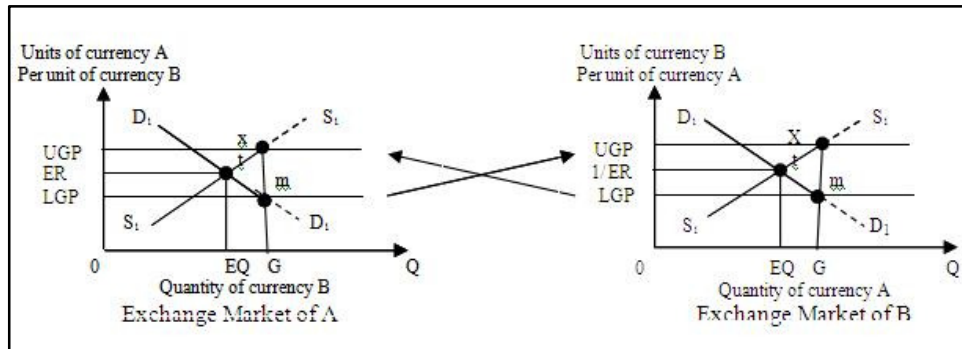 Units of currency A
Per unit of currency B
D₁
S₁
x
UGP
t
ER
m
LGP
S₁
D₁
0
EQ
G
Q
Quantity of currency B
Exchange Market of A
Units of currency B
Per unit of currency A
D₁
S₁
X
UGP
t
1/ER
m
LGP
S₁
D1
0
EQ
G
Q
Quantity of currency A
Exchange Market of B